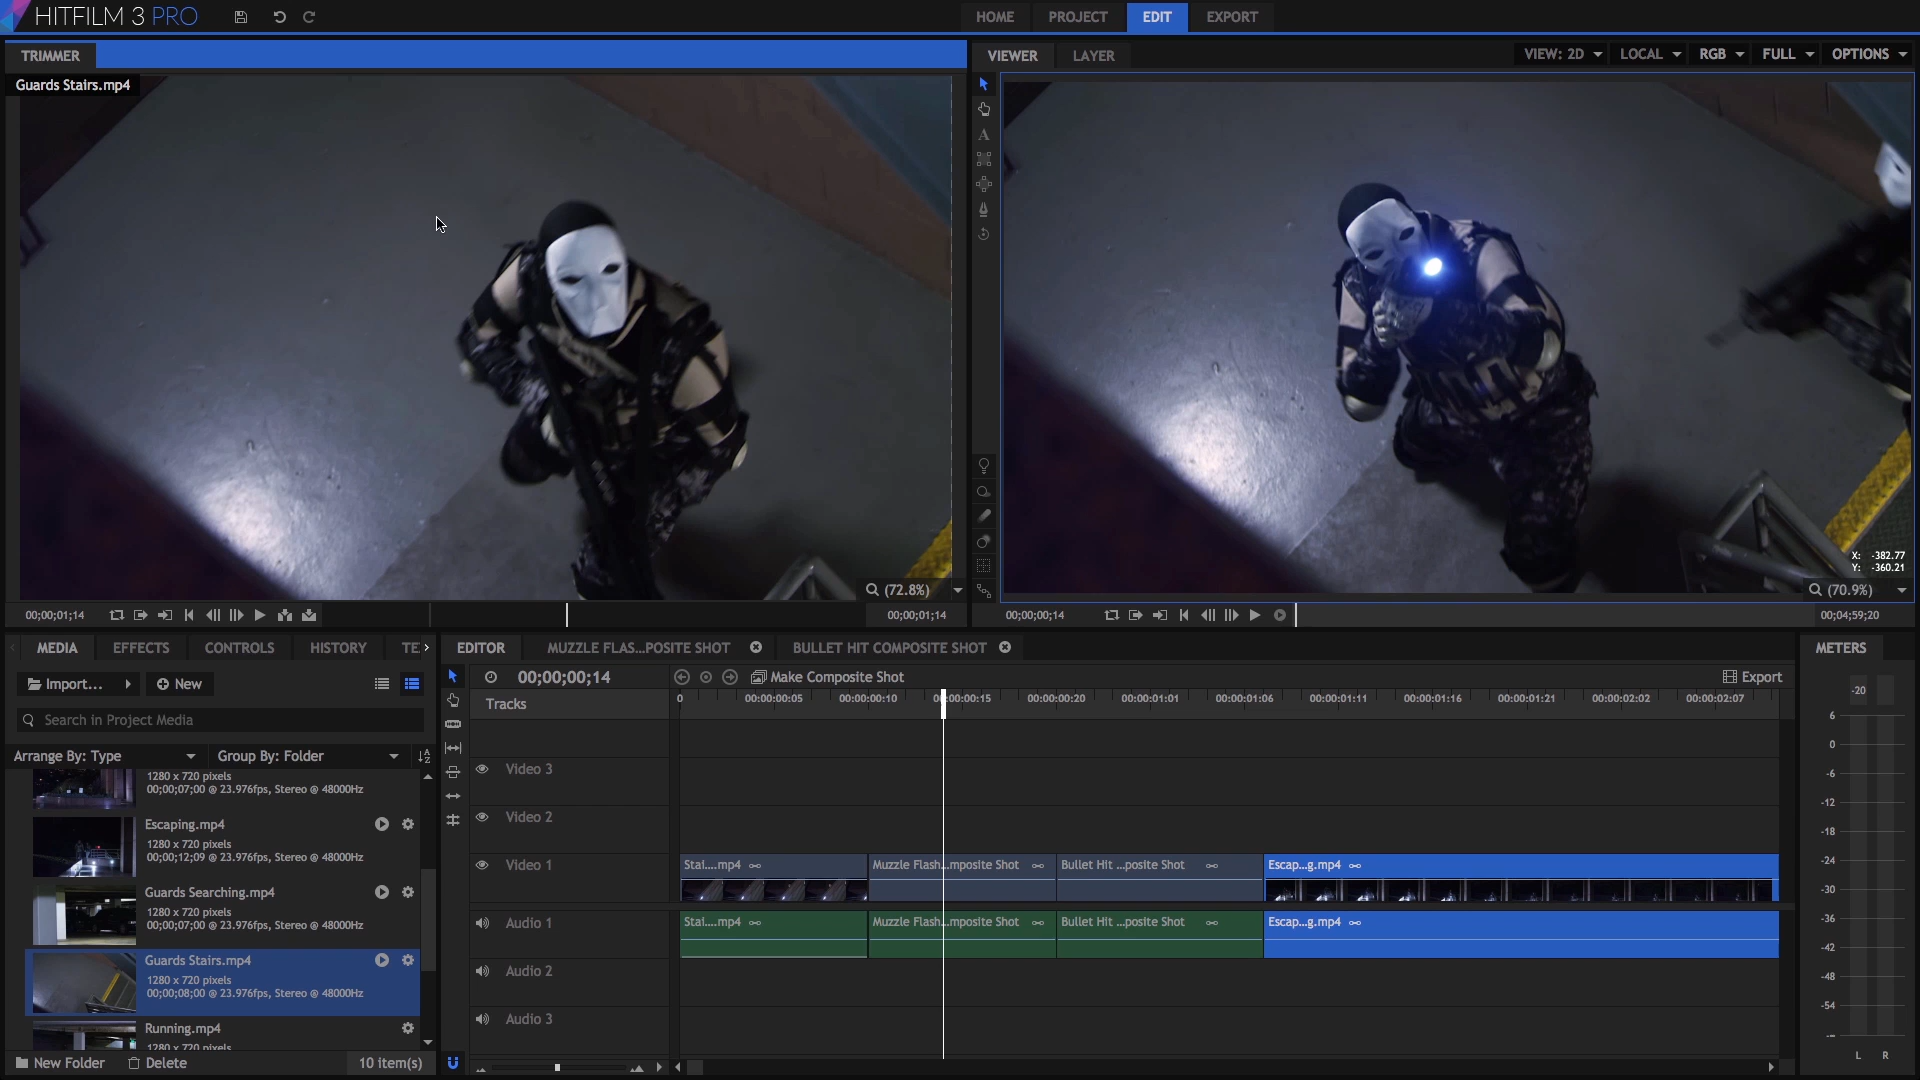 HITFILM 3 PRO
HOME
PROJECT
EDIT
EXPORT
TRIMMER
Guards Stairs.mp4
(72.8%)
00;00;01;14
00;00;01;14
VIEWER
LAYER
VIEW: 2D
LOCAL
RGB
FULL
OPTIONS
A
X: -382.77
Y: -360.21
(70.9%)
00;00;00;14
00;04;59;20
MEDIA
EFFECTS
CONTROLS
HISTORY
TE
Import...
New
Search in Project Media
Arrange By: Type
Group By: Folder
1280 x 720 pixels
00;00;07;00 @ 23.976fps, Stereo @ 48000Hz
Escaping.mp4
1280 x 720 pixels
00;00;12;09 @ 23.976fps, Stereo @ 48000Hz
Guards Searching.mp4
1280 x 720 pixels
00;00;07;00 @ 23.976fps, Stereo @ 48000Hz
Guards Stairs.mp4
1280 x 720 pixels
00;00;08;00 @ 23.976fps, Stereo @ 48000Hz
Running.mp4
1280 x 720 pixels
New Folder
Delete
10 item(s)
EDITOR
MUZZLE FLAS...POSITE SHOT
BULLET HIT COMPOSITE SHOT
00;00;00;14
Make Composite Shot
Export
Tracks
0
00:00:00:05
00:00:00:10
00:00:00:15
00:00:00:20
00:00:01:01
00:00:01:06
00:00:01:11
00:00:01:16
00:00:01:21
00:00:02:02
00:00:02:07
Video 3
Video 2
Video 1
Stai....mp4
Muzzle Flash...mposite Shot
Bullet Hit ...posite Shot
Escap...g.mp4
Audio 1
Stai....mp4
Muzzle Flash...mposite Shot
Bullet Hit ...posite Shot
Escap...g.mp4
Audio 2
Audio 3
METERS
-20
6
0
-6
-12
-18
-24
-30
-36
-42
-48
-54
L
R